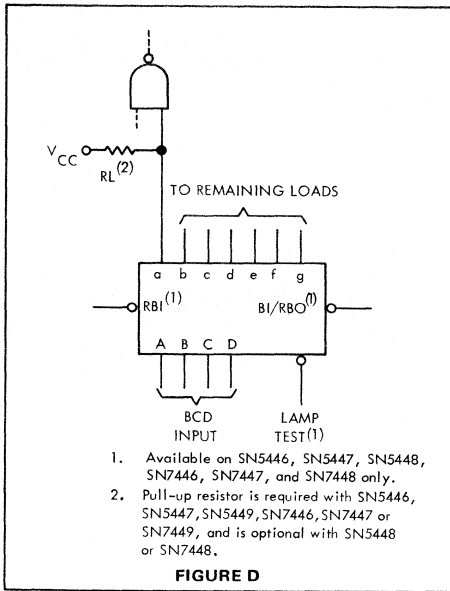 V CC
RL (2)
TO REMAINING LOADS
a b c d e f g
RBI (1) BI/RBO (1)
A B C D
BCD LAMP
INPUT TEST (1)
1. Available on SN5446, SN5447, SN5448,
SN7446, SN7447, and SN7448 only.
2. Pull-up resistor is required with SN5446,
SN5447, SN5449, SN7446, SN7447 or
SN7449, and is optional with SN5448
or SN7448.
FIGURE D